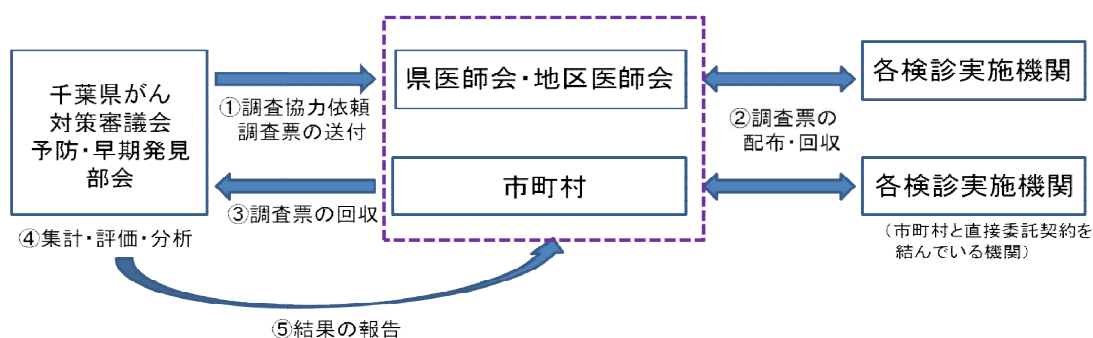 千葉県がん
対策審議会
予防・早期発見
部会
①調査協力依頼
調査票の送付
県医師会・地区医師会
市町村
③調査票の回収
②調査票の
配布・回収
各検診実施機関
各検診実施機関
（市町村と直接委託契約を
結んでいる機関）
④集計・評価・分析
⑤結果の報告